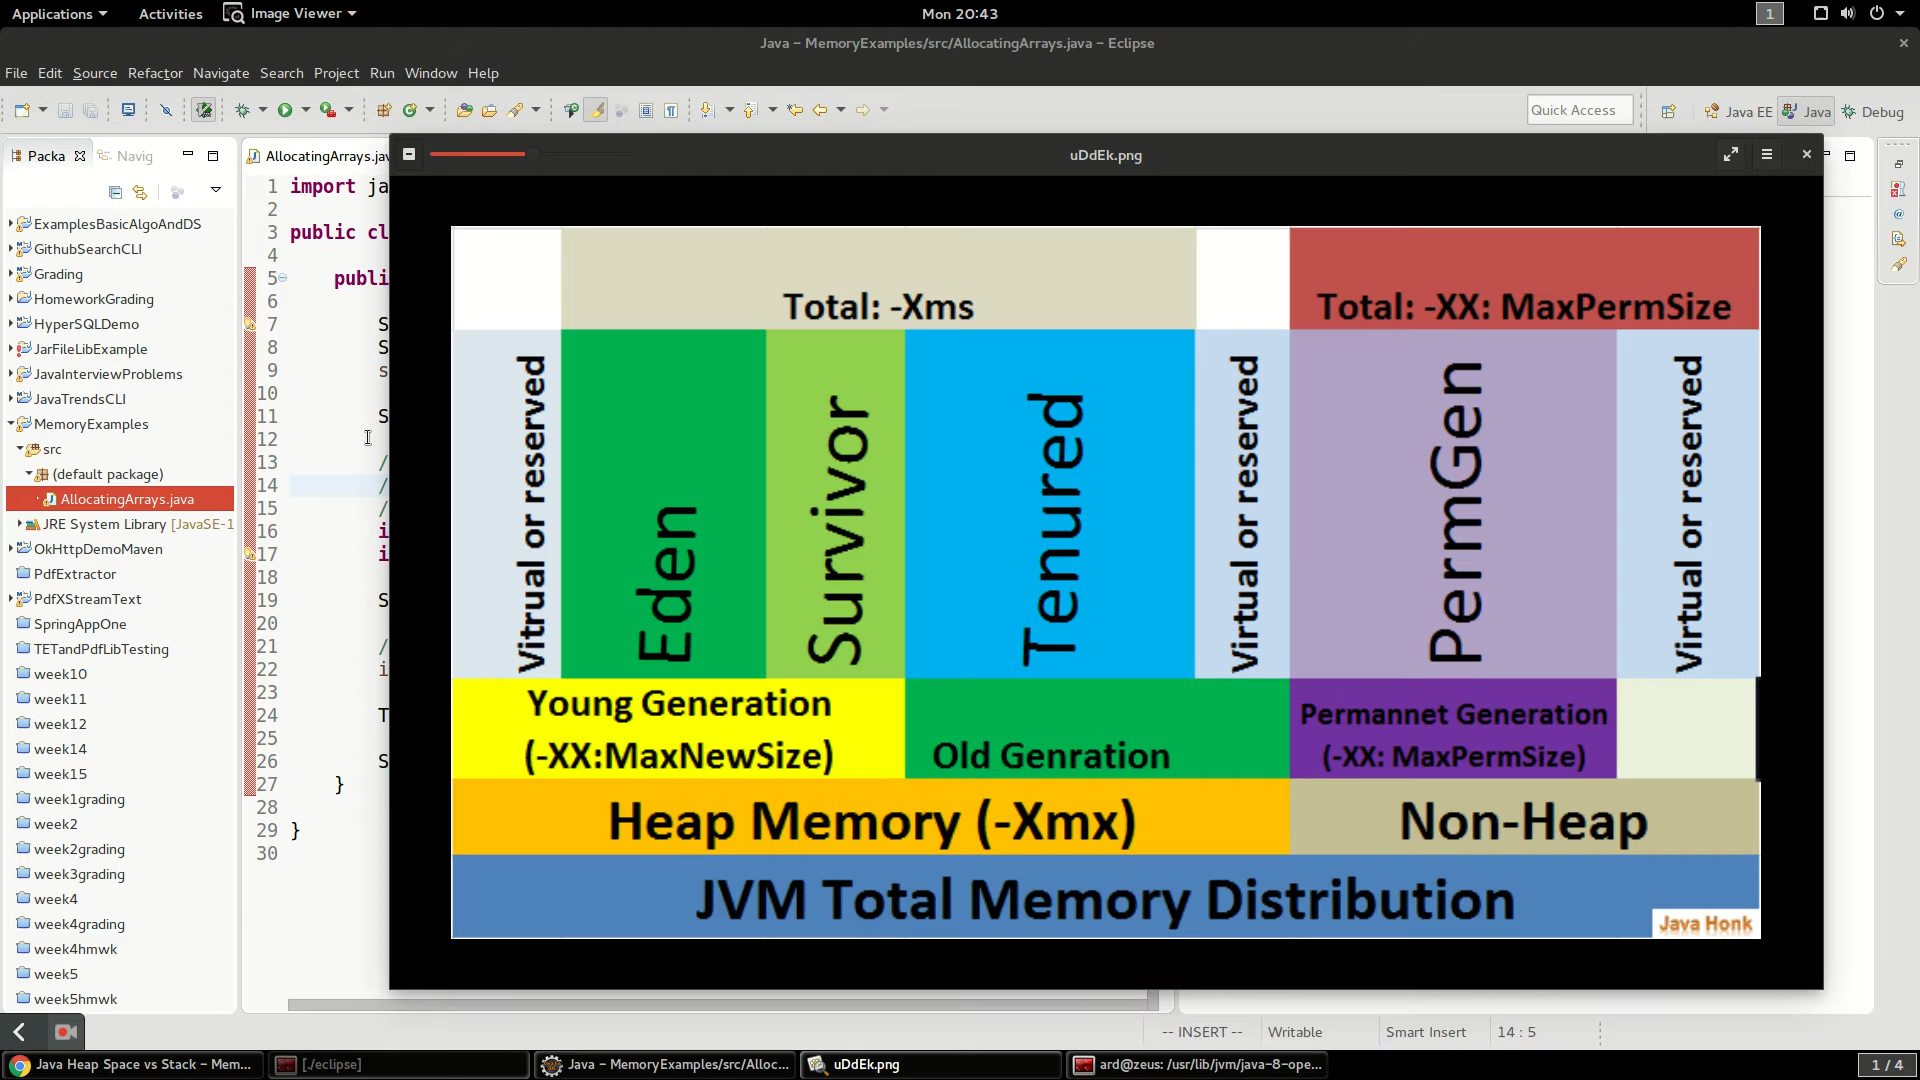 Applications Activities Image Viewer Mon 20:43 1
Java – MemoryExamples/src/AllocatingArrays.java – Eclipse
File Edit Source Refactor Navigate Search Project Run Window Help
Quick Access Java EE Java Debug
Packa Navig
ExamplesBasicAlgoAndDS
GithubSearchCLI
Grading
HomeworkGrading
HyperSQLDemo
JarFileLibExample
JavaInterviewProblems
JavaTrendsCLI
MemoryExamples
src
(default package)
AllocatingArrays.java
JRE System Library [JavaSE-1
OkHttpDemoMaven
PdfExtractor
PdfXStreamText
SpringAppOne
TETandPdfLibTesting
week10
week11
week12
week14
week15
week1grading
week2
week2grading
week3grading
week4
week4grading
week4hmwk
week5
week5hmwk
AllocatingArrays.jav
1 import ja
2
3 public cl
4
5 publi
6
7 S
8 S
9 s
10
11 S
12
13 /
14 /
15 /
16 i
17 i
18
19 S
20
21 /
22 i
23
24 T
25
26 S
27 }
28
29 }
30
uDdEk.png
Total: -Xms
Total: -XX: MaxPermSize
Vitrual or reserved
Eden
Survivor
Tenured
Virtual or reserved
PermGen
Virtual or reserved
Young Generation
(-XX:MaxNewSize)
Old Genration
Permannet Generation
(-XX: MaxPermSize)
Heap Memory (-Xmx)
Non-Heap
JVM Total Memory Distribution
Java Honk
-- INSERT -- Writable Smart Insert 14 : 5
Java Heap Space vs Stack – Mem... [./eclipse] Java – MemoryExamples/src/Alloc... uDdEk.png ard@zeus: /usr/lib/jvm/java-8-ope... 1 / 4